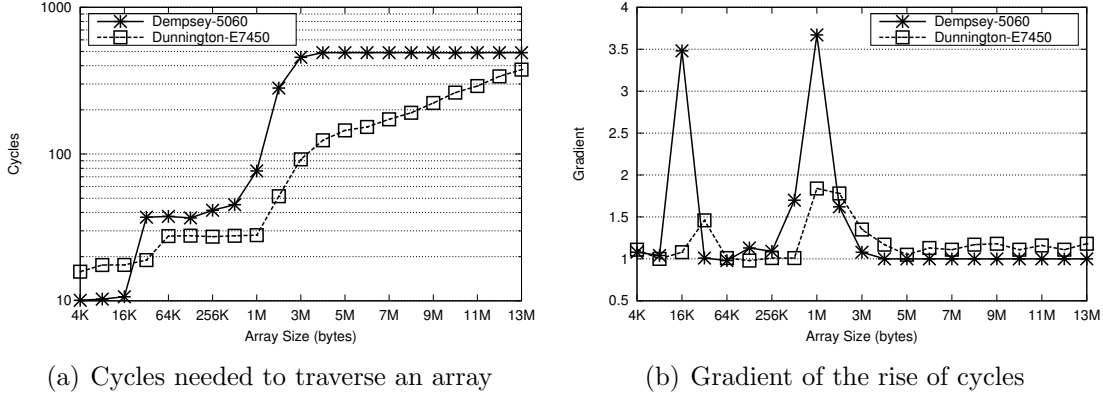 1000
100
10
Cycles
4K 16K 64K 256K 1M 3M 5M 7M 9M 11M 13M
Array Size (bytes)
Dempsey-5060
Dunnington-E7450
(a) Cycles needed to traverse an array
4
3.5
3
2.5
2
1.5
1
0.5
Gradient
4K 16K 64K 256K 1M 3M 5M 7M 9M 11M 13M
Array Size (bytes)
Dempsey-5060
Dunnington-E7450
(b) Gradient of the rise of cycles